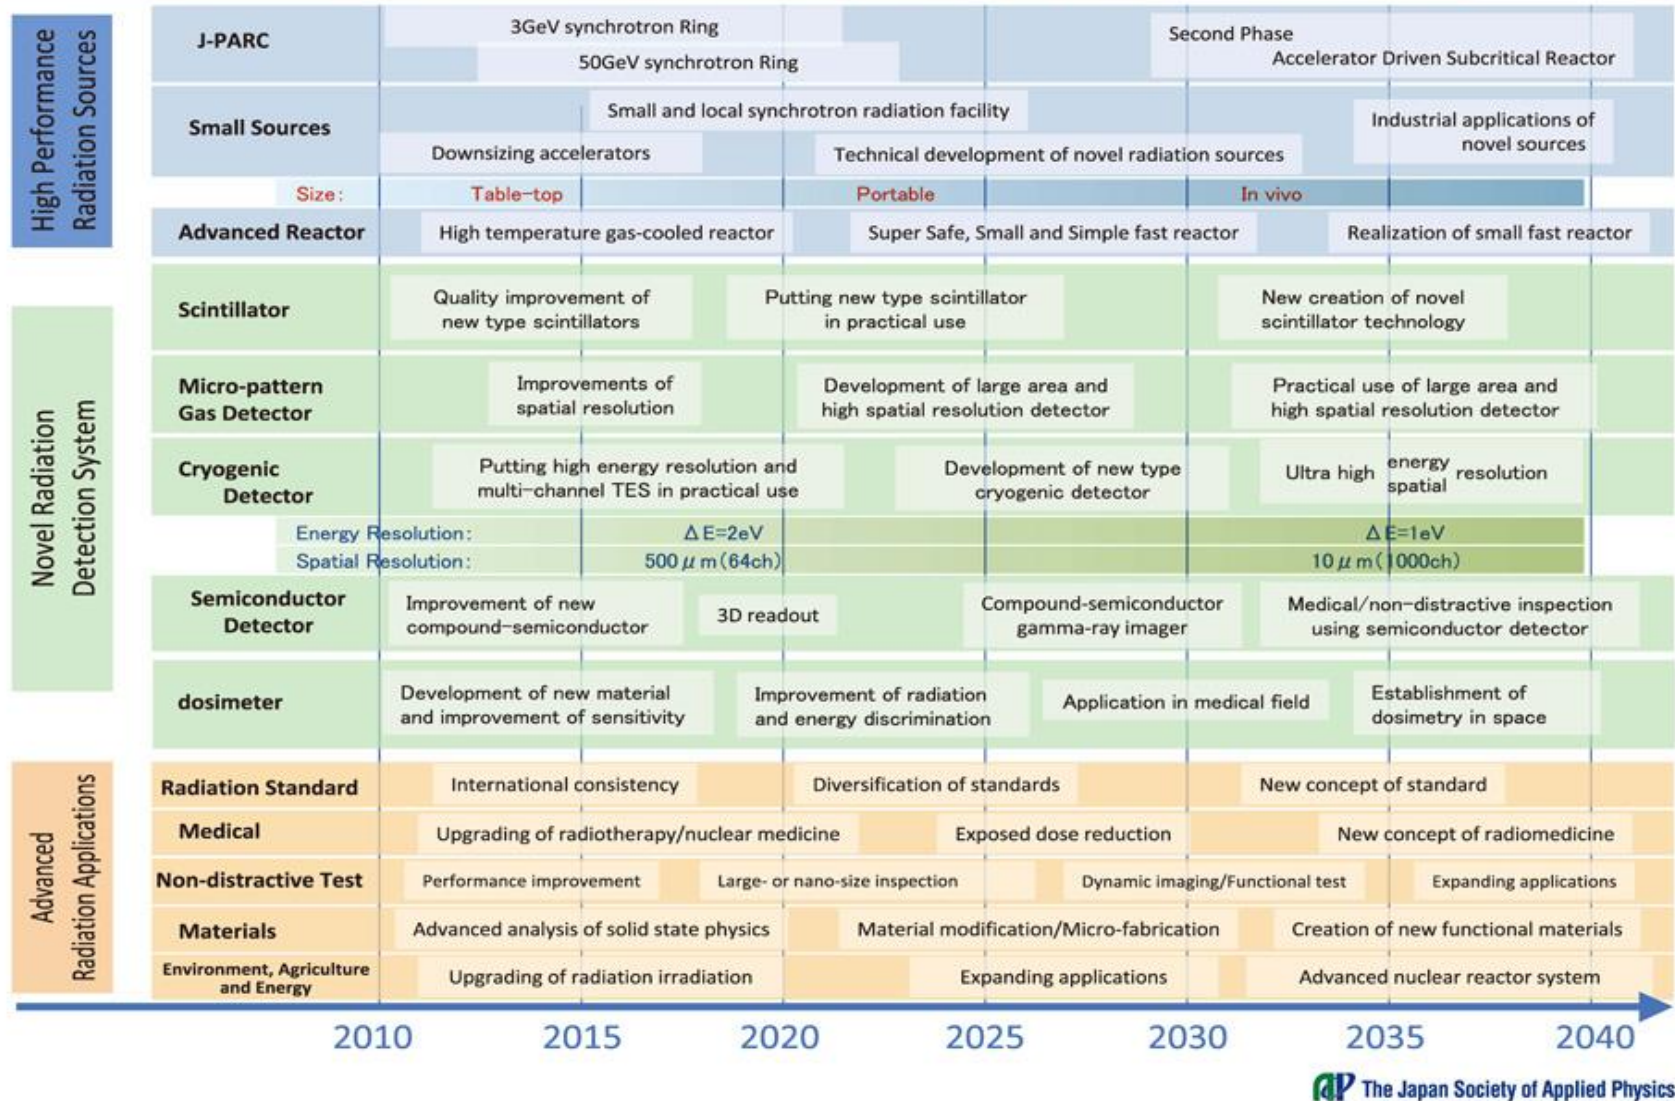 High Performance
Radiation Sources
J-PARC
3GeV synchrotron Ring
50GeV synchrotron Ring
Second Phase
Accelerator Driven Subcritical Reactor
Small Sources
Small and local synchrotron radiation facility
Downsizing accelerators
Technical development of novel radiation sources
Industrial applications of
novel sources
Size: Table-top Portable In vivo
Advanced Reactor
High temperature gas-cooled reactor
Super Safe, Small and Simple fast reactor
Realization of small fast reactor
Novel Radiation
Detection System
Scintillator
Quality improvement of
new type scintillators
Putting new type scintillator
in practical use
New creation of novel
scintillator technology
Micro-pattern
Gas Detector
Improvements of
spatial resolution
Development of large area and
high spatial resolution detector
Practical use of large area and
high spatial resolution detector
Cryogenic
Detector
Putting high energy resolution and
multi-channel TES in practical use
Development of new type
cryogenic detector
Ultra high energy spatial resolution
Energy Resolution: ΔE=2eV ΔE=1eV
Spatial Resolution: 500μm(64ch) 10μm(1000ch)
Semiconductor
Detector
Improvement of new
compound-semiconductor
3D readout
Compound-semiconductor
gamma-ray imager
Medical/non-distractive inspection
using semiconductor detector
dosimeter
Development of new material
and improvement of sensitivity
Improvement of radiation
and energy discrimination
Application in medical field
Establishment of
dosimetry in space
Advanced
Radiation Applications
Radiation Standard
International consistency
Diversification of standards
New concept of standard
Medical
Upgrading of radiotherapy/nuclear medicine
Exposed dose reduction
New concept of radiomedicine
Non-distractive Test
Performance improvement
Large- or nano-size inspection
Dynamic imaging/Functional test
Expanding applications
Materials
Advanced analysis of solid state physics
Material modification/Micro-fabrication
Creation of new functional materials
Environment, Agriculture
and Energy
Upgrading of radiation irradiation
Expanding applications
Advanced nuclear reactor system
2010 2015 2020 2025 2030 2035 2040
The Japan Society of Applied Physics